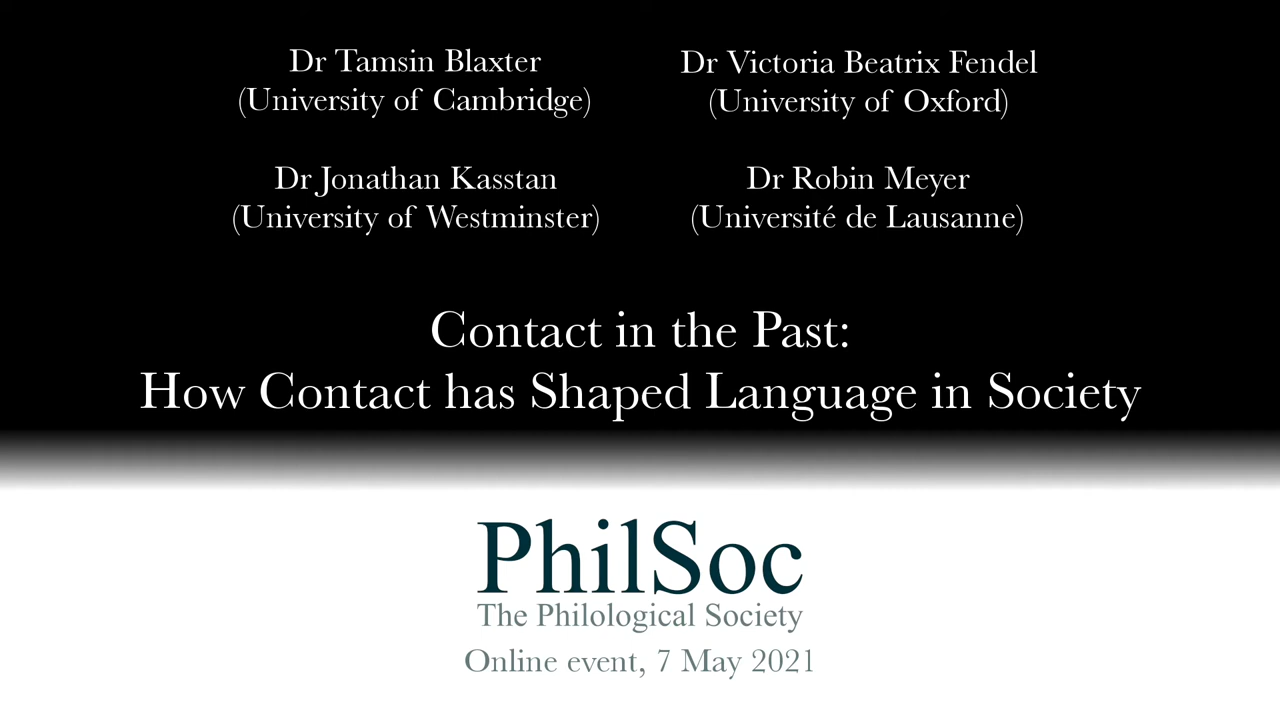 Dr Tamsin Blaxter
(University of Cambridge)
Dr Victoria Beatrix Fendel
(University of Oxford)
Dr Jonathan Kasstan
(University of Westminster)
Dr Robin Meyer
(Université de Lausanne)
Contact in the Past:
How Contact has Shaped Language in Society
PhilSoc
The Philological Society
Online event, 7 May 2021